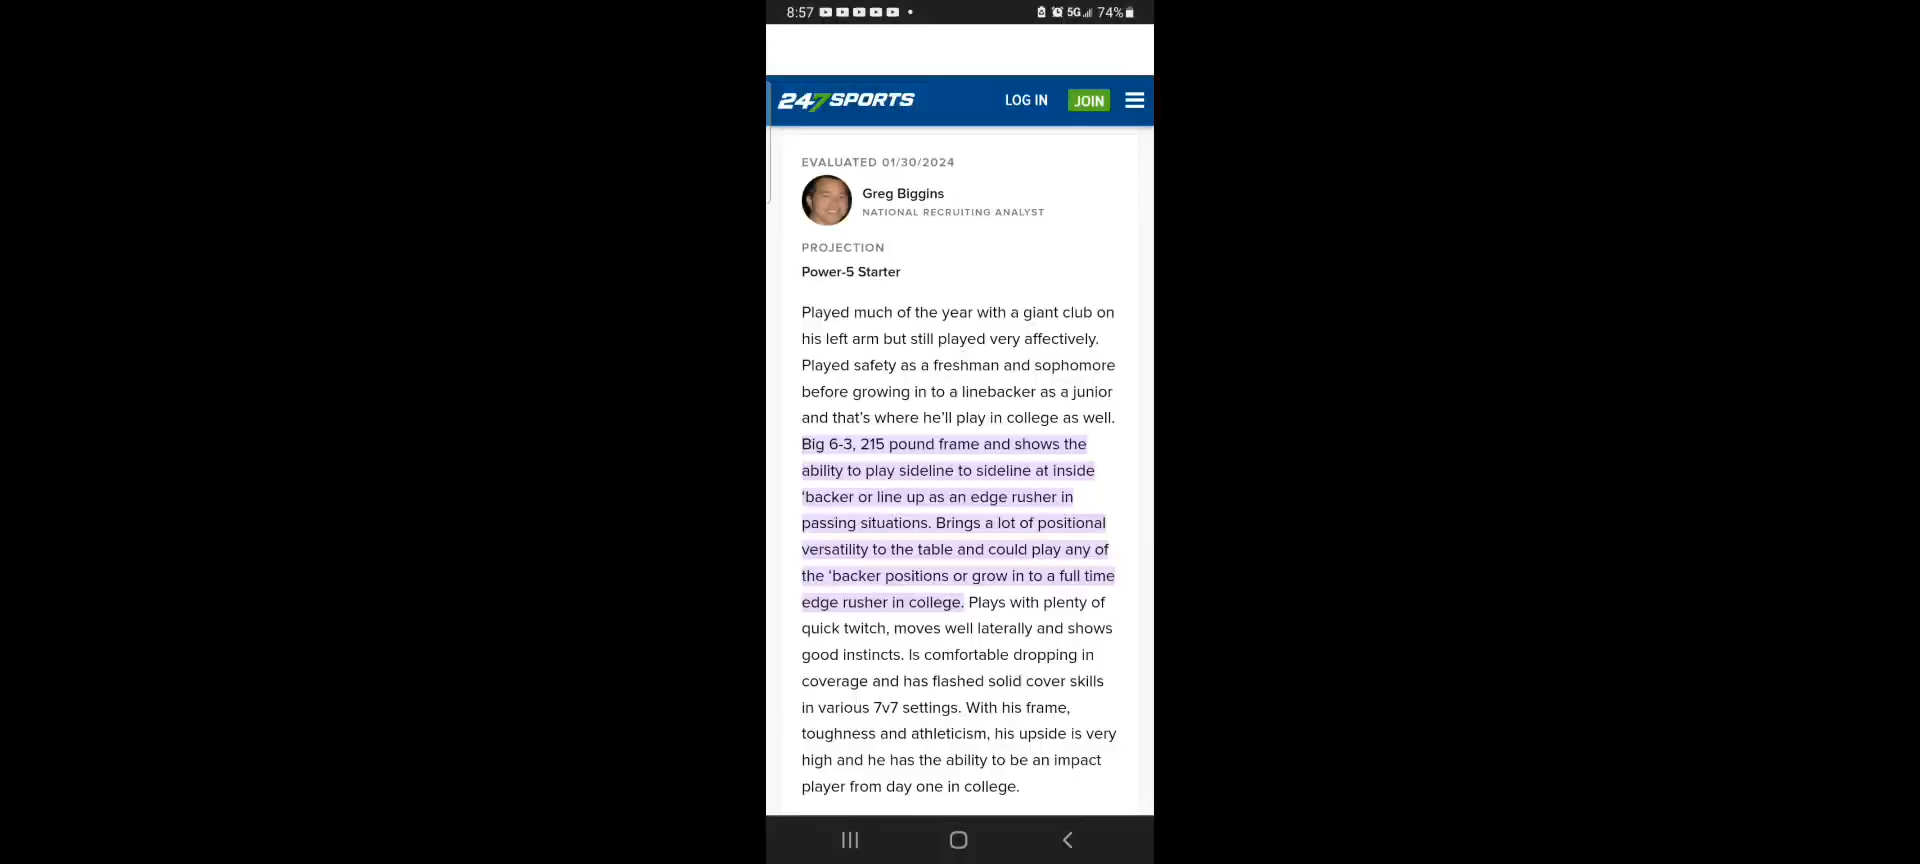 8:57 5G 74%
247SPORTS LOG IN JOIN
EVALUATED 01/30/2024
Greg Biggins
NATIONAL RECRUITING ANALYST
PROJECTION
Power-5 Starter
Played much of the year with a giant club on
his left arm but still played very affectively.
Played safety as a freshman and sophomore
before growing in to a linebacker as a junior
and that’s where he’ll play in college as well.
Big 6-3, 215 pound frame and shows the
ability to play sideline to sideline at inside
‘backer or line up as an edge rusher in
passing situations. Brings a lot of positional
versatility to the table and could play any of
the ‘backer positions or grow in to a full time
edge rusher in college. Plays with plenty of
quick twitch, moves well laterally and shows
good instincts. Is comfortable dropping in
coverage and has flashed solid cover skills
in various 7v7 settings. With his frame,
toughness and athleticism, his upside is very
high and he has the ability to be an impact
player from day one in college.